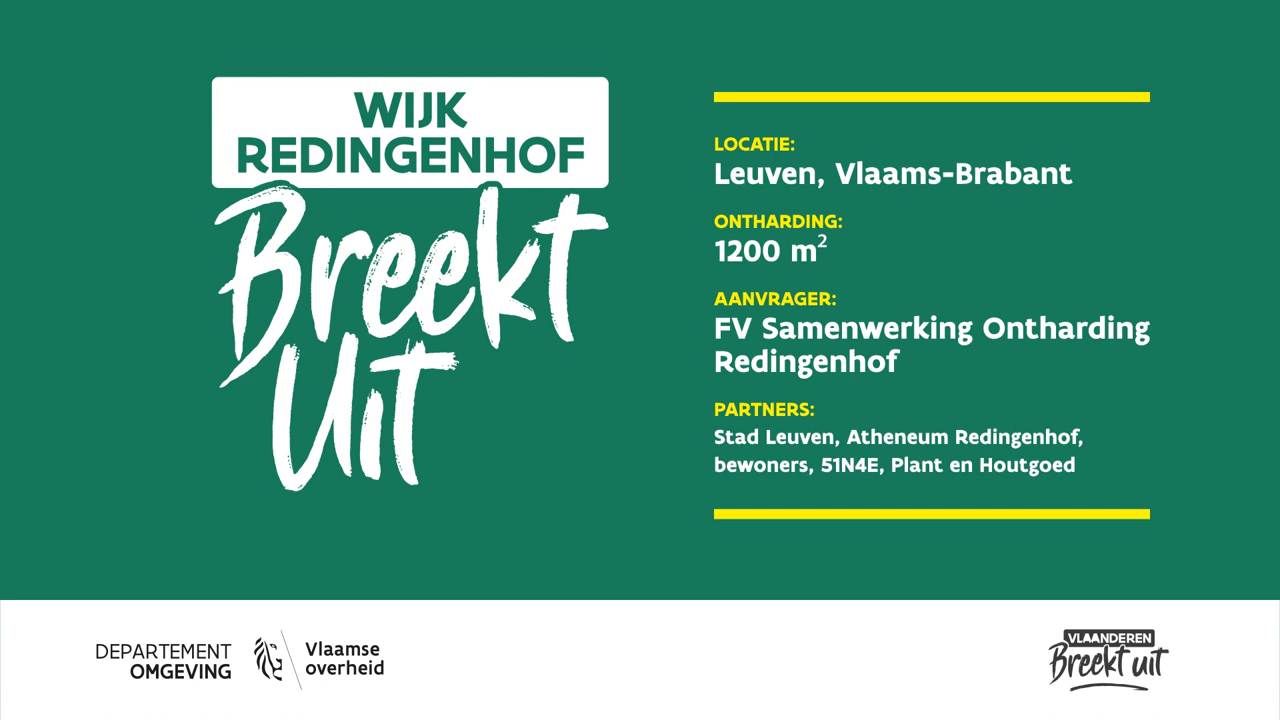 WIJK
REDINGENHOF
Breekt
Uit
LOCATIE:
Leuven, Vlaams-Brabant
ONTHARDING:
1200 m²
AANVRAGER:
FV Samenwerking Ontharding
Redingenhof
PARTNERS:
Stad Leuven, Atheneum Redingenhof,
bewoners, 51N4E, Plant en Houtgoed
DEPARTEMENT
OMGEVING
Vlaamse
overheid
VLAANDEREN
Breekt uit